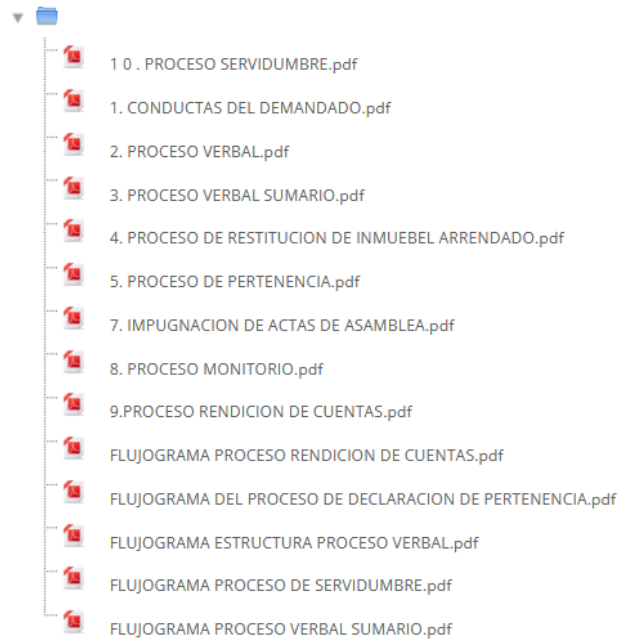 1 0 . PROCESO SERVIDUMBRE.pdf
1. CONDUCTAS DEL DEMANDADO.pdf
2. PROCESO VERBAL.pdf
3. PROCESO VERBAL SUMARIO.pdf
4. PROCESO DE RESTITUCION DE INMUEBEL ARRENDADO.pdf
5. PROCESO DE PERTENENCIA.pdf
7. IMPUGNACION DE ACTAS DE ASAMBLEA.pdf
8. PROCESO MONITORIO.pdf
9.PROCESO RENDICION DE CUENTAS.pdf
FLUJOGRAMA PROCESO RENDICION DE CUENTAS.pdf
FLUJOGRAMA DEL PROCESO DE DECLARACION DE PERTENENCIA.pdf
FLUJOGRAMA ESTRUCTURA PROCESO VERBAL.pdf
FLUJOGRAMA PROCESO DE SERVIDUMBRE.pdf
FLUJOGRAMA PROCESO VERBAL SUMARIO.pdf